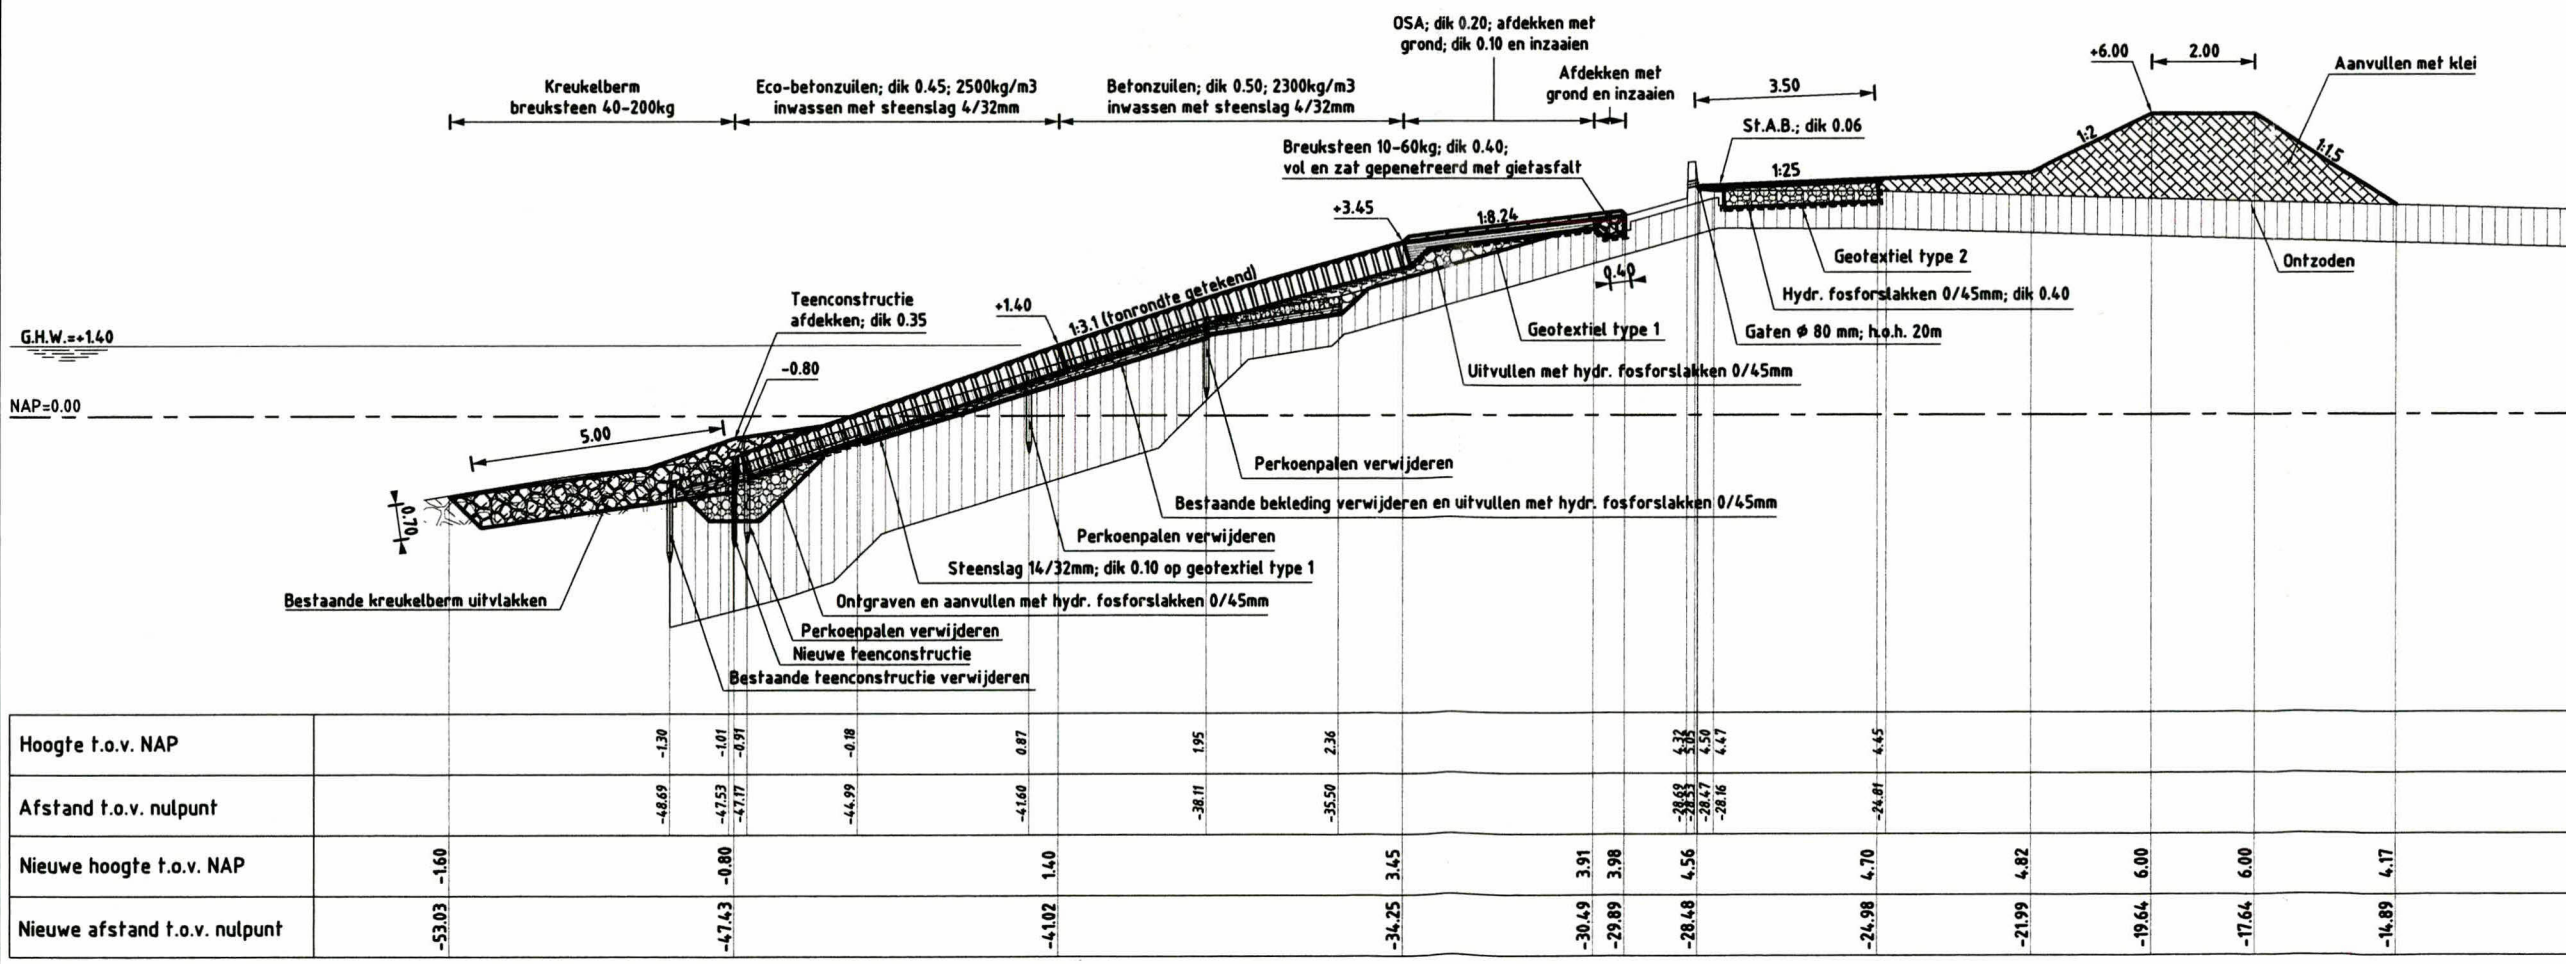 OSA; dik 0.20; afdekken met
grond; dik 0.10 en inzaaien
Kreukelberm
breuksteen 40-200kg
Eco-betonzuilen; dik 0.45; 2500kg/m3
inwassen met steenslag 4/32mm
Betonzuilen; dik 0.50; 2300kg/m3
inwassen met steenslag 4/32mm
Afdekken met
grond en inzaaien
+6.00
2.00
Aanvullen met klei
3.50
St.A.B.; dik 0.06
1:2
1:1.5
Breuksteen 10-60kg; dik 0.40;
vol en zat gepenetreerd met gietasfalt
1:25
+3.45
1:8.24
Geotextiel type 2
Ontzoden
0.40
Hydr. fosforslakken 0/45mm; dik 0.40
Teenconstructie
afdekken; dik 0.35
+1.40
1:3.1 (tonrondte getekend)
Geotextiel type 1
Gaten ø 80 mm; h.o.h. 20m
G.H.W.=+1.40
-0.80
Uitvullen met hydr. fosforslakken 0/45mm
NAP=0.00
5.00
Perkoenpalen verwijderen
0.70
Bestaande bekleding verwijderen en uitvullen met hydr. fosforslakken 0/45mm
Perkoenpalen verwijderen
Steenslag 14/32mm; dik 0.10 op geotextiel type 1
Bestaande kreukelberm uitvlakken
Ontgraven en aanvullen met hydr. fosforslakken 0/45mm
Perkoenpalen verwijderen
Nieuwe teenconstructie
Bestaande teenconstructie verwijderen
Hoogte t.o.v. NAP -1.30 -1.01 -0.91 -0.18 0.87 1.95 2.36 4.32 5.05 4.50 4.47 4.45
Afstand t.o.v. nulpunt -48.69 -47.53 -47.17 -44.99 -41.60 -38.11 -35.50 -28.69 -28.53 -28.47 -28.16 -24.81
Nieuwe hoogte t.o.v. NAP -1.60 -0.80 1.40 3.45 3.91 3.98 4.56 4.70 4.82 6.00 6.00 4.17
Nieuwe afstand t.o.v. nulpunt -53.03 -47.43 -41.02 -34.25 -30.49 -29.89 -28.48 -24.98 -21.99 -19.64 -17.64 -14.89